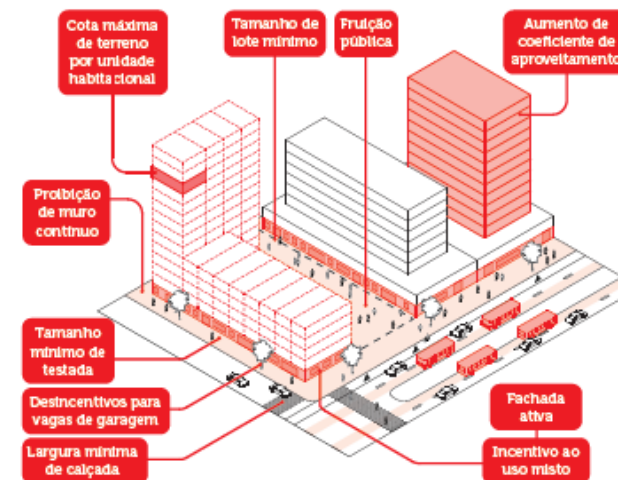 Cota máxima
de terreno
por unidade
habitacional
Tamanho de
lote mínimo
Fruição
pública
Aumento de
coeficiente de
aproveitamento
Proibição
de muro
contínuo
Tamanho
mínimo de
testada
Desincentivos para
vagas de garagem
Largura mínima
de calçada
Fachada
ativa
Incentivo ao
uso misto